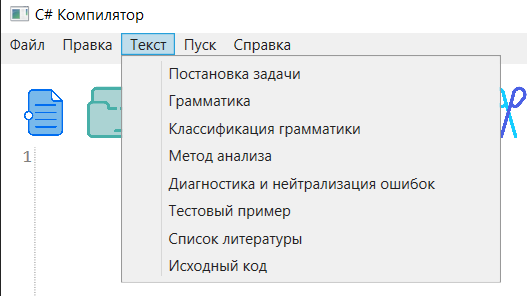 C# Компилятор
Файл Правка Текст Пуск Справка
Постановка задачи
Грамматика
Классификация грамматики
Метод анализа
Диагностика и нейтрализация ошибок
Тестовый пример
Список литературы
Исходный код
1